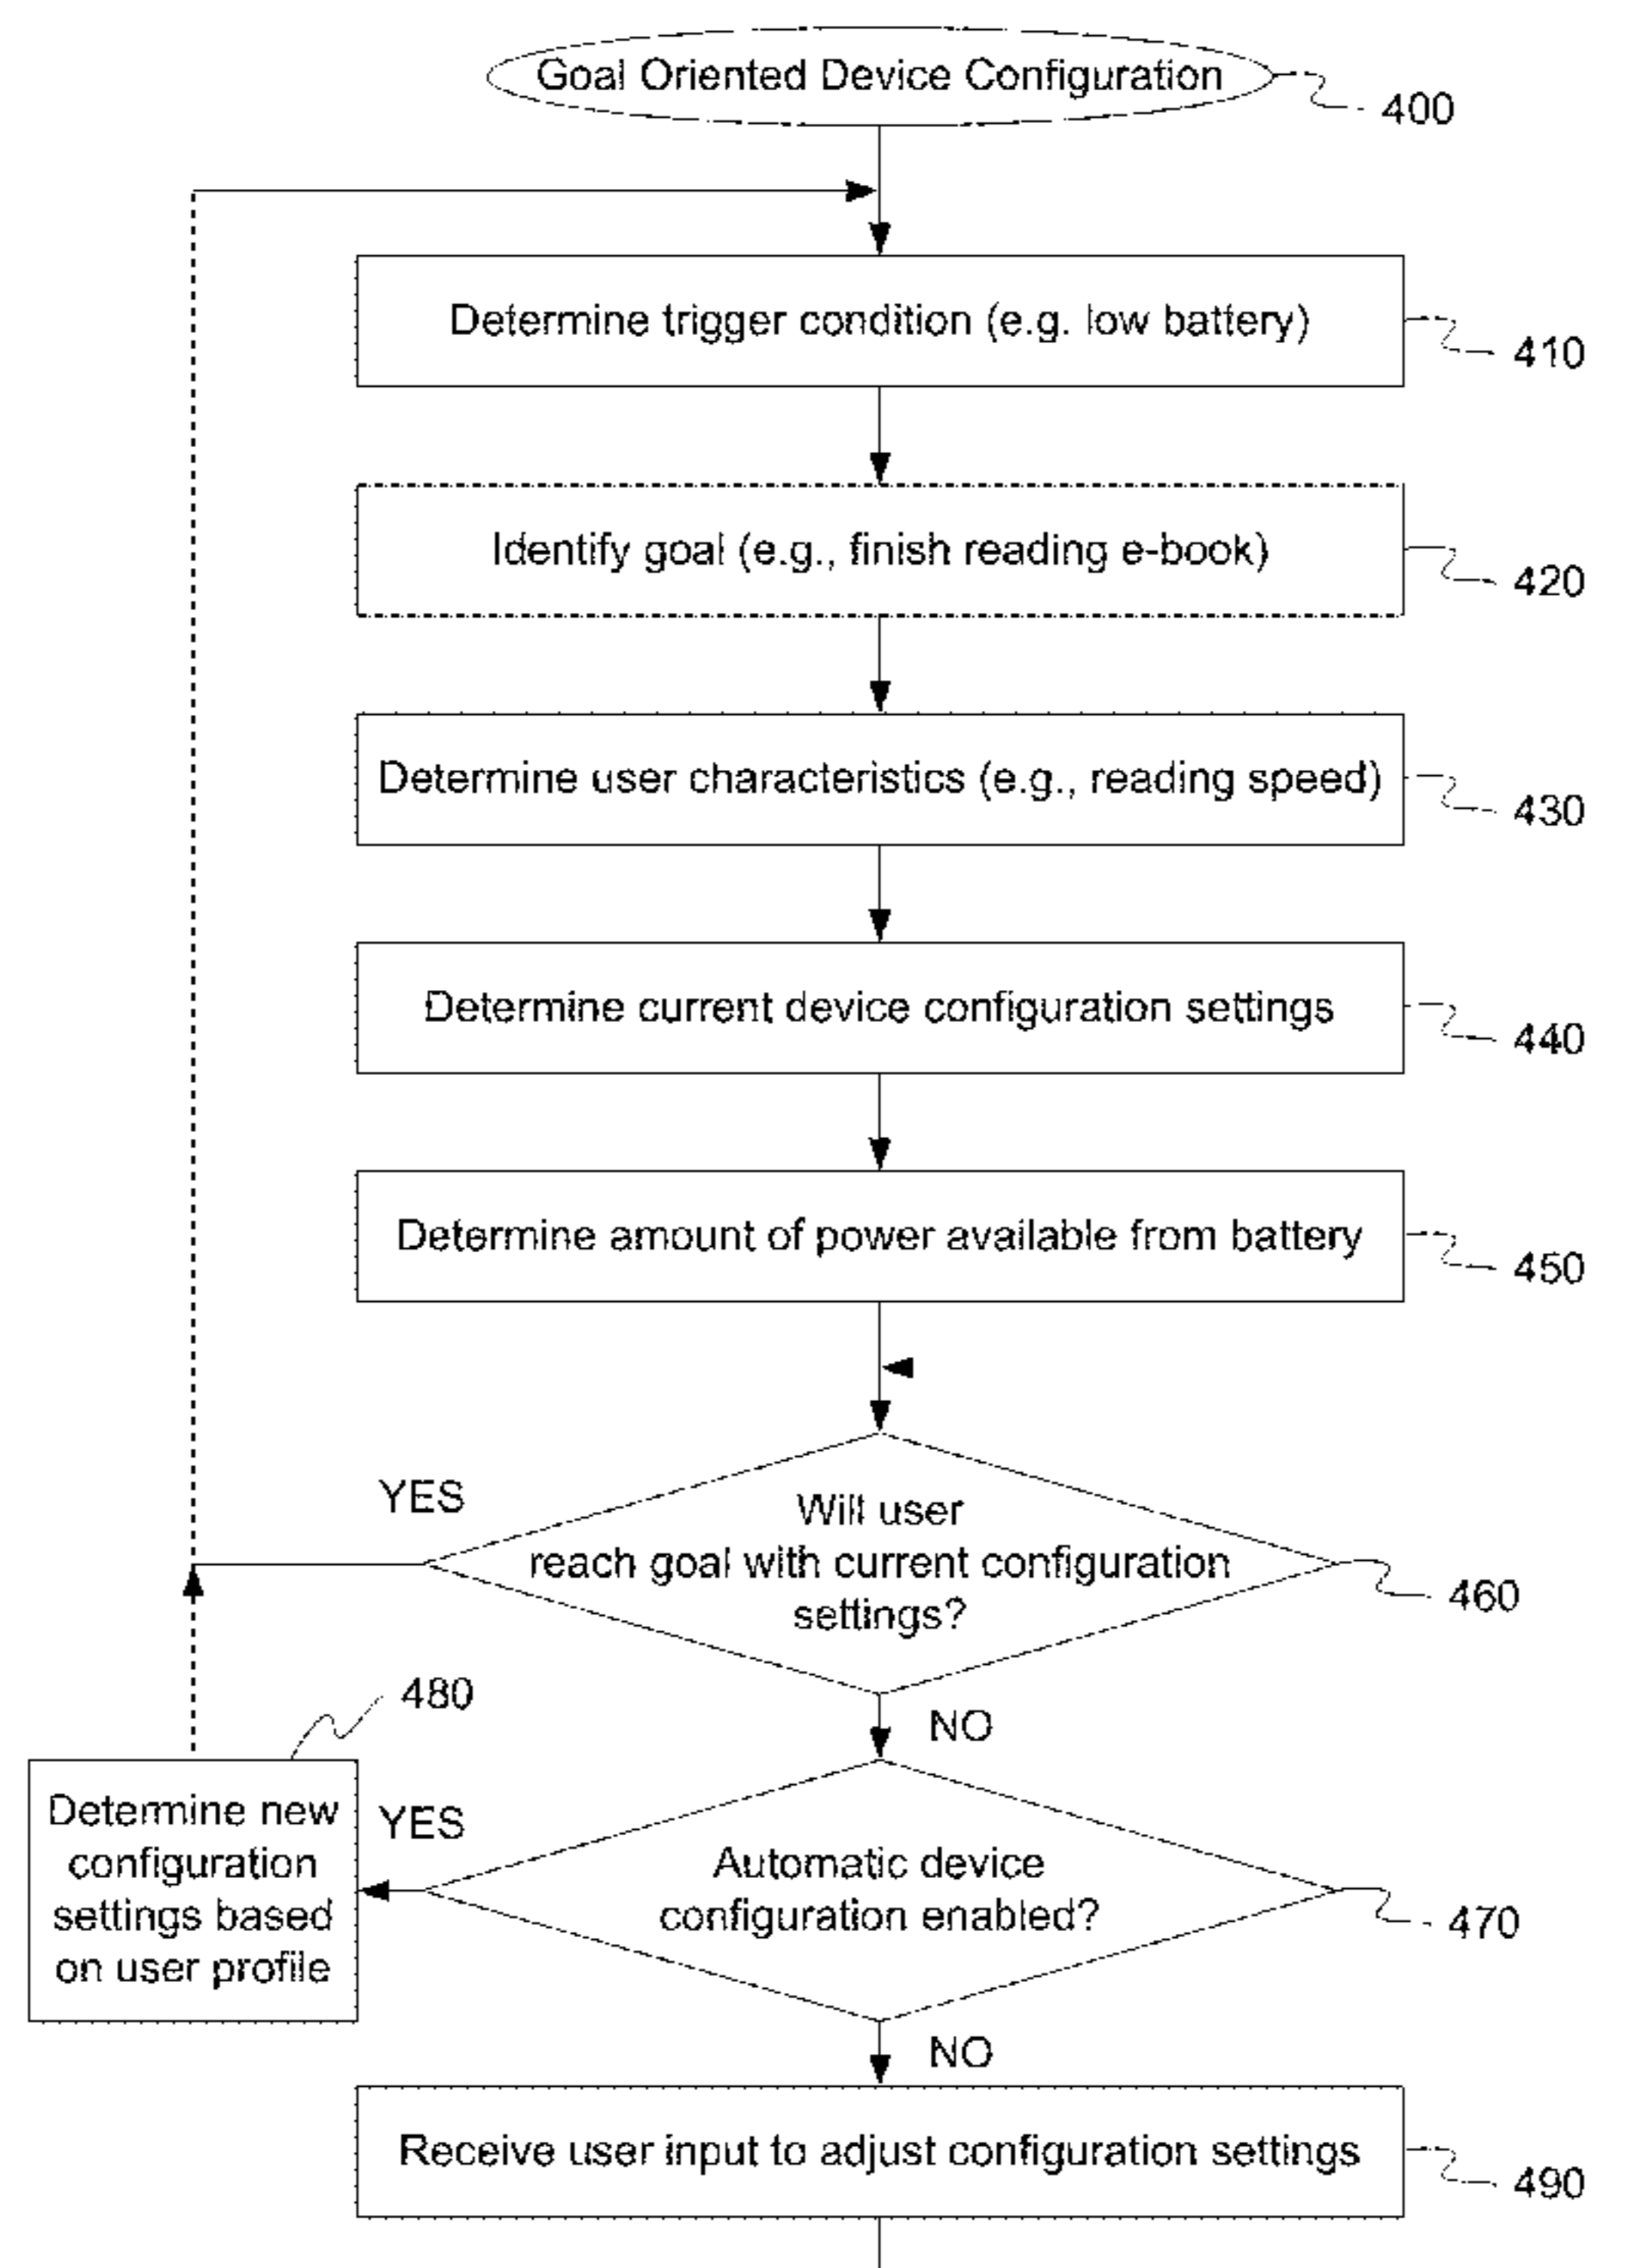 Goal Oriented Device Configuration
400
Determine trigger condition (e.g. low battery)
410
Identify goal (e.g., finish reading e-book)
420
Determine user characteristics (e.g., reading speed)
430
Determine current device configuration settings
440
Determine amount of power available from battery
450
YES
Will user
reach goal with current configuration
settings?
460
NO
480
Determine new
configuration
settings based
on user profile
YES
Automatic device
configuration enabled?
470
NO
Receive user input to adjust configuration settings
490